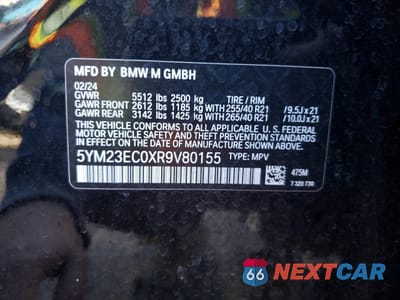 MFD BY BMW M GMBH
02/24
GVWR 5512 lbs 2500 kg TIRE / RIM
GAWR FRONT 2612 lbs 1185 kg WITH 255/40 R21 / 9.5J x 21
GAWR REAR 3142 lbs 1425 kg WITH 265/40 R21 / 10.0J x 21
THIS VEHICLE CONFORMS TO ALL APPLICABLE
FEDERAL MOTOR VEHICLE SAFETY STANDARDS
IN EFFECT ON THE DATE OF MANUFACTURE SHOWN ABOVE.
5YM23EC0XR9V80155 TYPE: MPV
475M
7 320 730
66 NEXTCAR